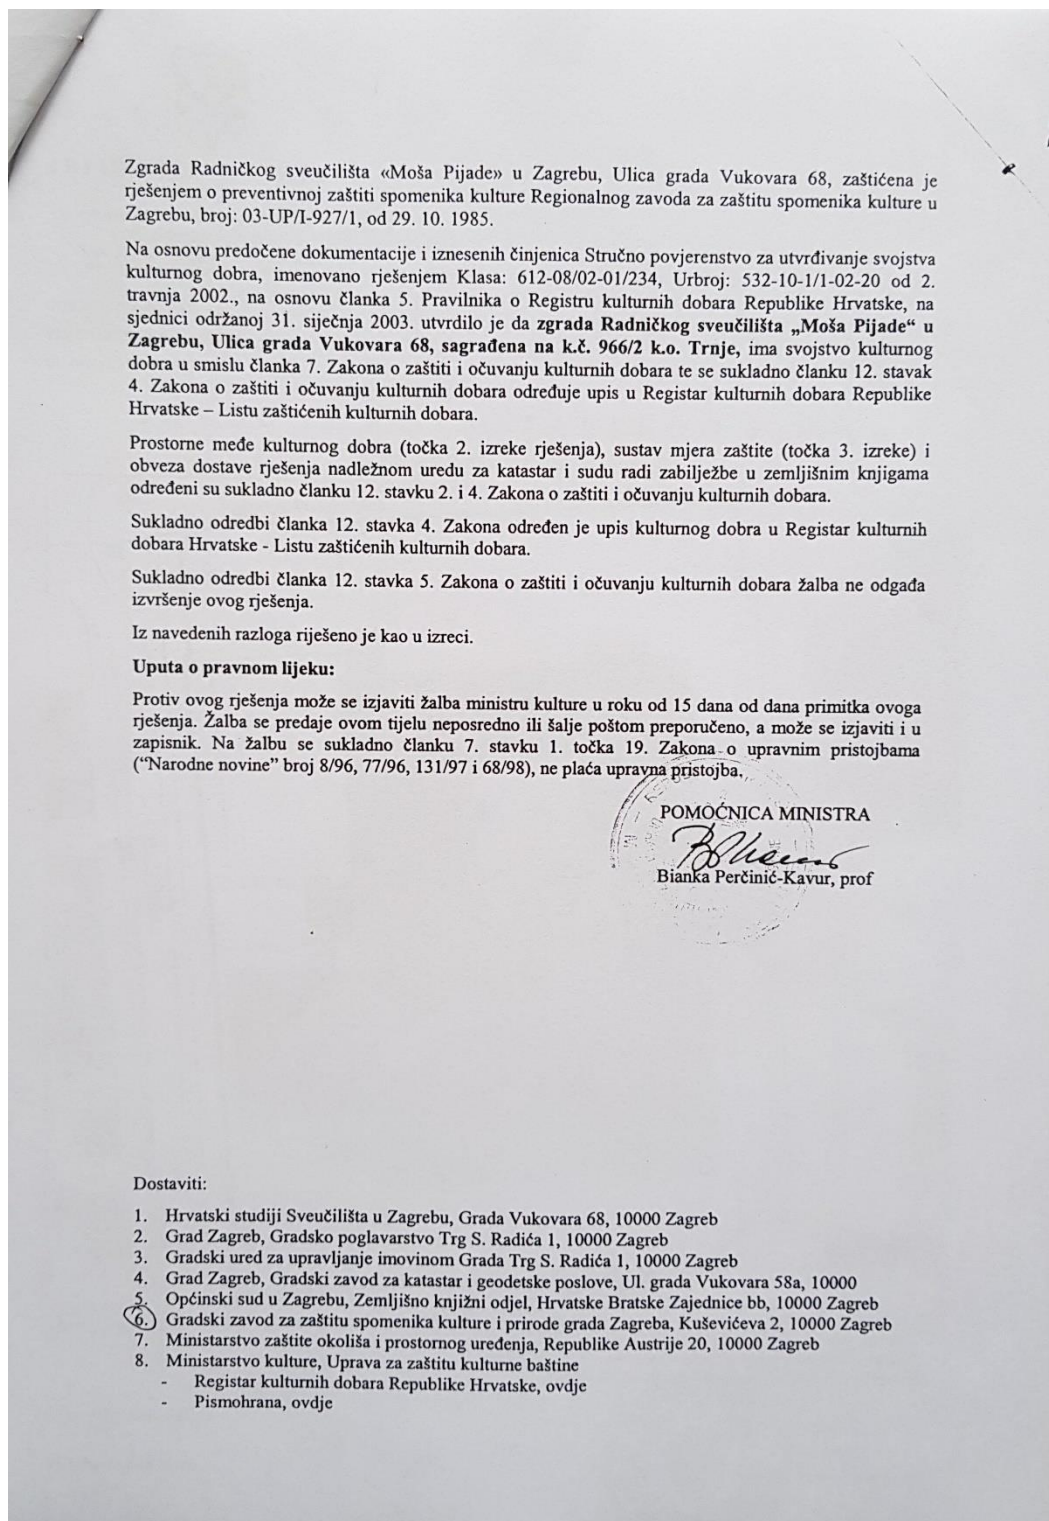 Zgrada Radničkog sveučilišta «Moša Pijade» u Zagrebu, Ulica grada Vukovara 68, zaštićena je
rješenjem o preventivnoj zaštiti spomenika kulture Regionalnog zavoda za zaštitu spomenika kulture u
Zagrebu, broj: 03-UP/I-927/1, od 29. 10. 1985.
Na osnovu predočene dokumentacije i iznesenih činjenica Stručno povjerenstvo za utvrđivanje svojstva
kulturnog dobra, imenovano rješenjem Klasa: 612-08/02-01/234, Urbroj: 532-10-1/1-02-20 od 2.
travnja 2002., na osnovu članka 5. Pravilnika o Registru kulturnih dobara Republike Hrvatske, na
sjednici održanoj 31. siječnja 2003. utvrdilo je da zgrada Radničkog sveučilišta „Moša Pijade“ u
Zagrebu, Ulica grada Vukovara 68, sagrađena na k.č. 966/2 k.o. Trnje, ima svojstvo kulturnog
dobra u smislu članka 7. Zakona o zaštiti i očuvanju kulturnih dobara te se sukladno članku 12. stavak
4. Zakona o zaštiti i očuvanju kulturnih dobara određuje upis u Registar kulturnih dobara Republike
Hrvatske – Listu zaštićenih kulturnih dobara.
Prostorne međe kulturnog dobra (točka 2. izreke rješenja), sustav mjera zaštite (točka 3. izreke) i
obveza dostave rješenja nadležnom uredu za katastar i sudu radi zabilježbe u zemljišnim knjigama
određeni su sukladno članku 12. stavku 2. i 4. Zakona o zaštiti i očuvanju kulturnih dobara.
Sukladno odredbi članka 12. stavka 4. Zakona određen je upis kulturnog dobra u Registar kulturnih
dobara Hrvatske - Listu zaštićenih kulturnih dobara.
Sukladno odredbi članka 12. stavka 5. Zakona o zaštiti i očuvanju kulturnih dobara žalba ne odgađa
izvršenje ovog rješenja.
Iz navedenih razloga riješeno je kao u izreci.
Uputa o pravnom lijeku:
Protiv ovog rješenja može se izjaviti žalba ministru kulture u roku od 15 dana od dana primitka ovoga
rješenja. Žalba se predaje ovom tijelu neposredno ili šalje poštom preporučeno, a može se izjaviti i u
zapisnik. Na žalbu se sukladno članku 7. stavku 1. točka 19. Zakona o upravnim pristojbama
(“Narodne novine” broj 8/96, 77/96, 131/97 i 68/98), ne plaća upravna pristojba.
POMOĆNICA MINISTRA
Bianka Perčinić-Kavur, prof
Dostaviti:
1. Hrvatski studiji Sveučilišta u Zagrebu, Grada Vukovara 68, 10000 Zagreb
2. Grad Zagreb, Gradsko poglavarstvo Trg S. Radića 1, 10000 Zagreb
3. Gradski ured za upravljanje imovinom Grada Trg S. Radića 1, 10000 Zagreb
4. Grad Zagreb, Gradski zavod za katastar i geodetske poslove, Ul. grada Vukovara 58a, 10000
5. Općinski sud u Zagrebu, Zemljišno knjižni odjel, Hrvatske Bratske Zajednice bb, 10000 Zagreb
6. Gradski zavod za zaštitu spomenika kulture i prirode grada Zagreba, Kuševićeva 2, 10000 Zagreb
7. Ministarstvo zaštite okoliša i prostornog uređenja, Republike Austrije 20, 10000 Zagreb
8. Ministarstvo kulture, Uprava za zaštitu kulturne baštine
- Registar kulturnih dobara Republike Hrvatske, ovdje
- Pismohrana, ovdje